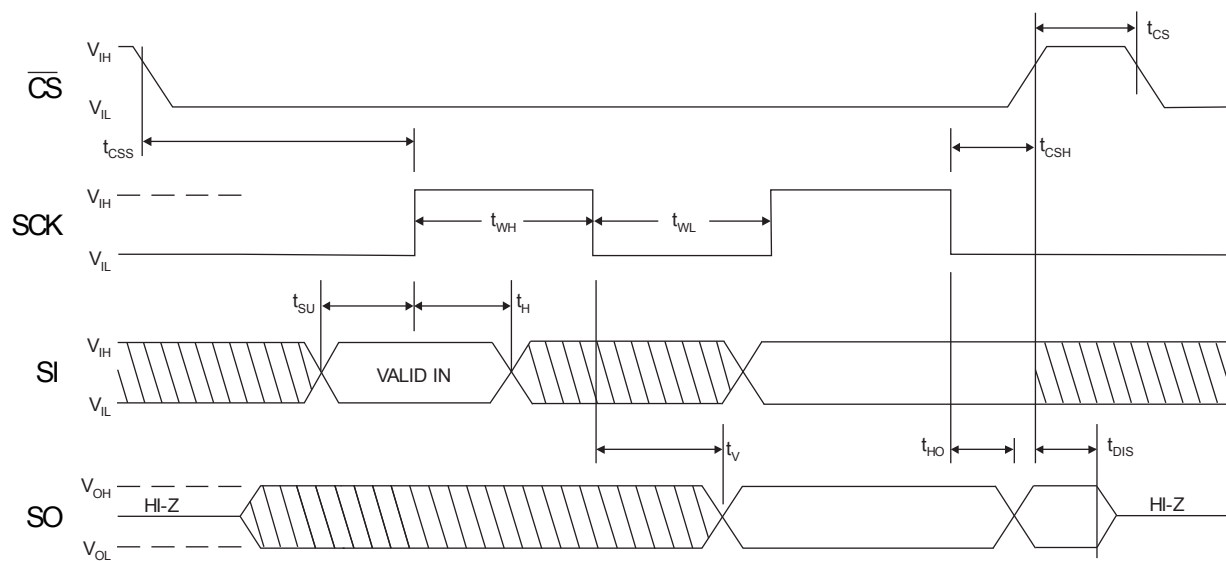 t_CS
V_IH
CS
V_IL
t_CSS
t_CSH
V_IH
SCK
t_WH
t_WL
V_IL
t_SU
t_H
V_IH
SI
VALID IN
V_IL
t_V
t_HO
t_DIS
V_OH
HI-Z
HI-Z
SO
V_OL